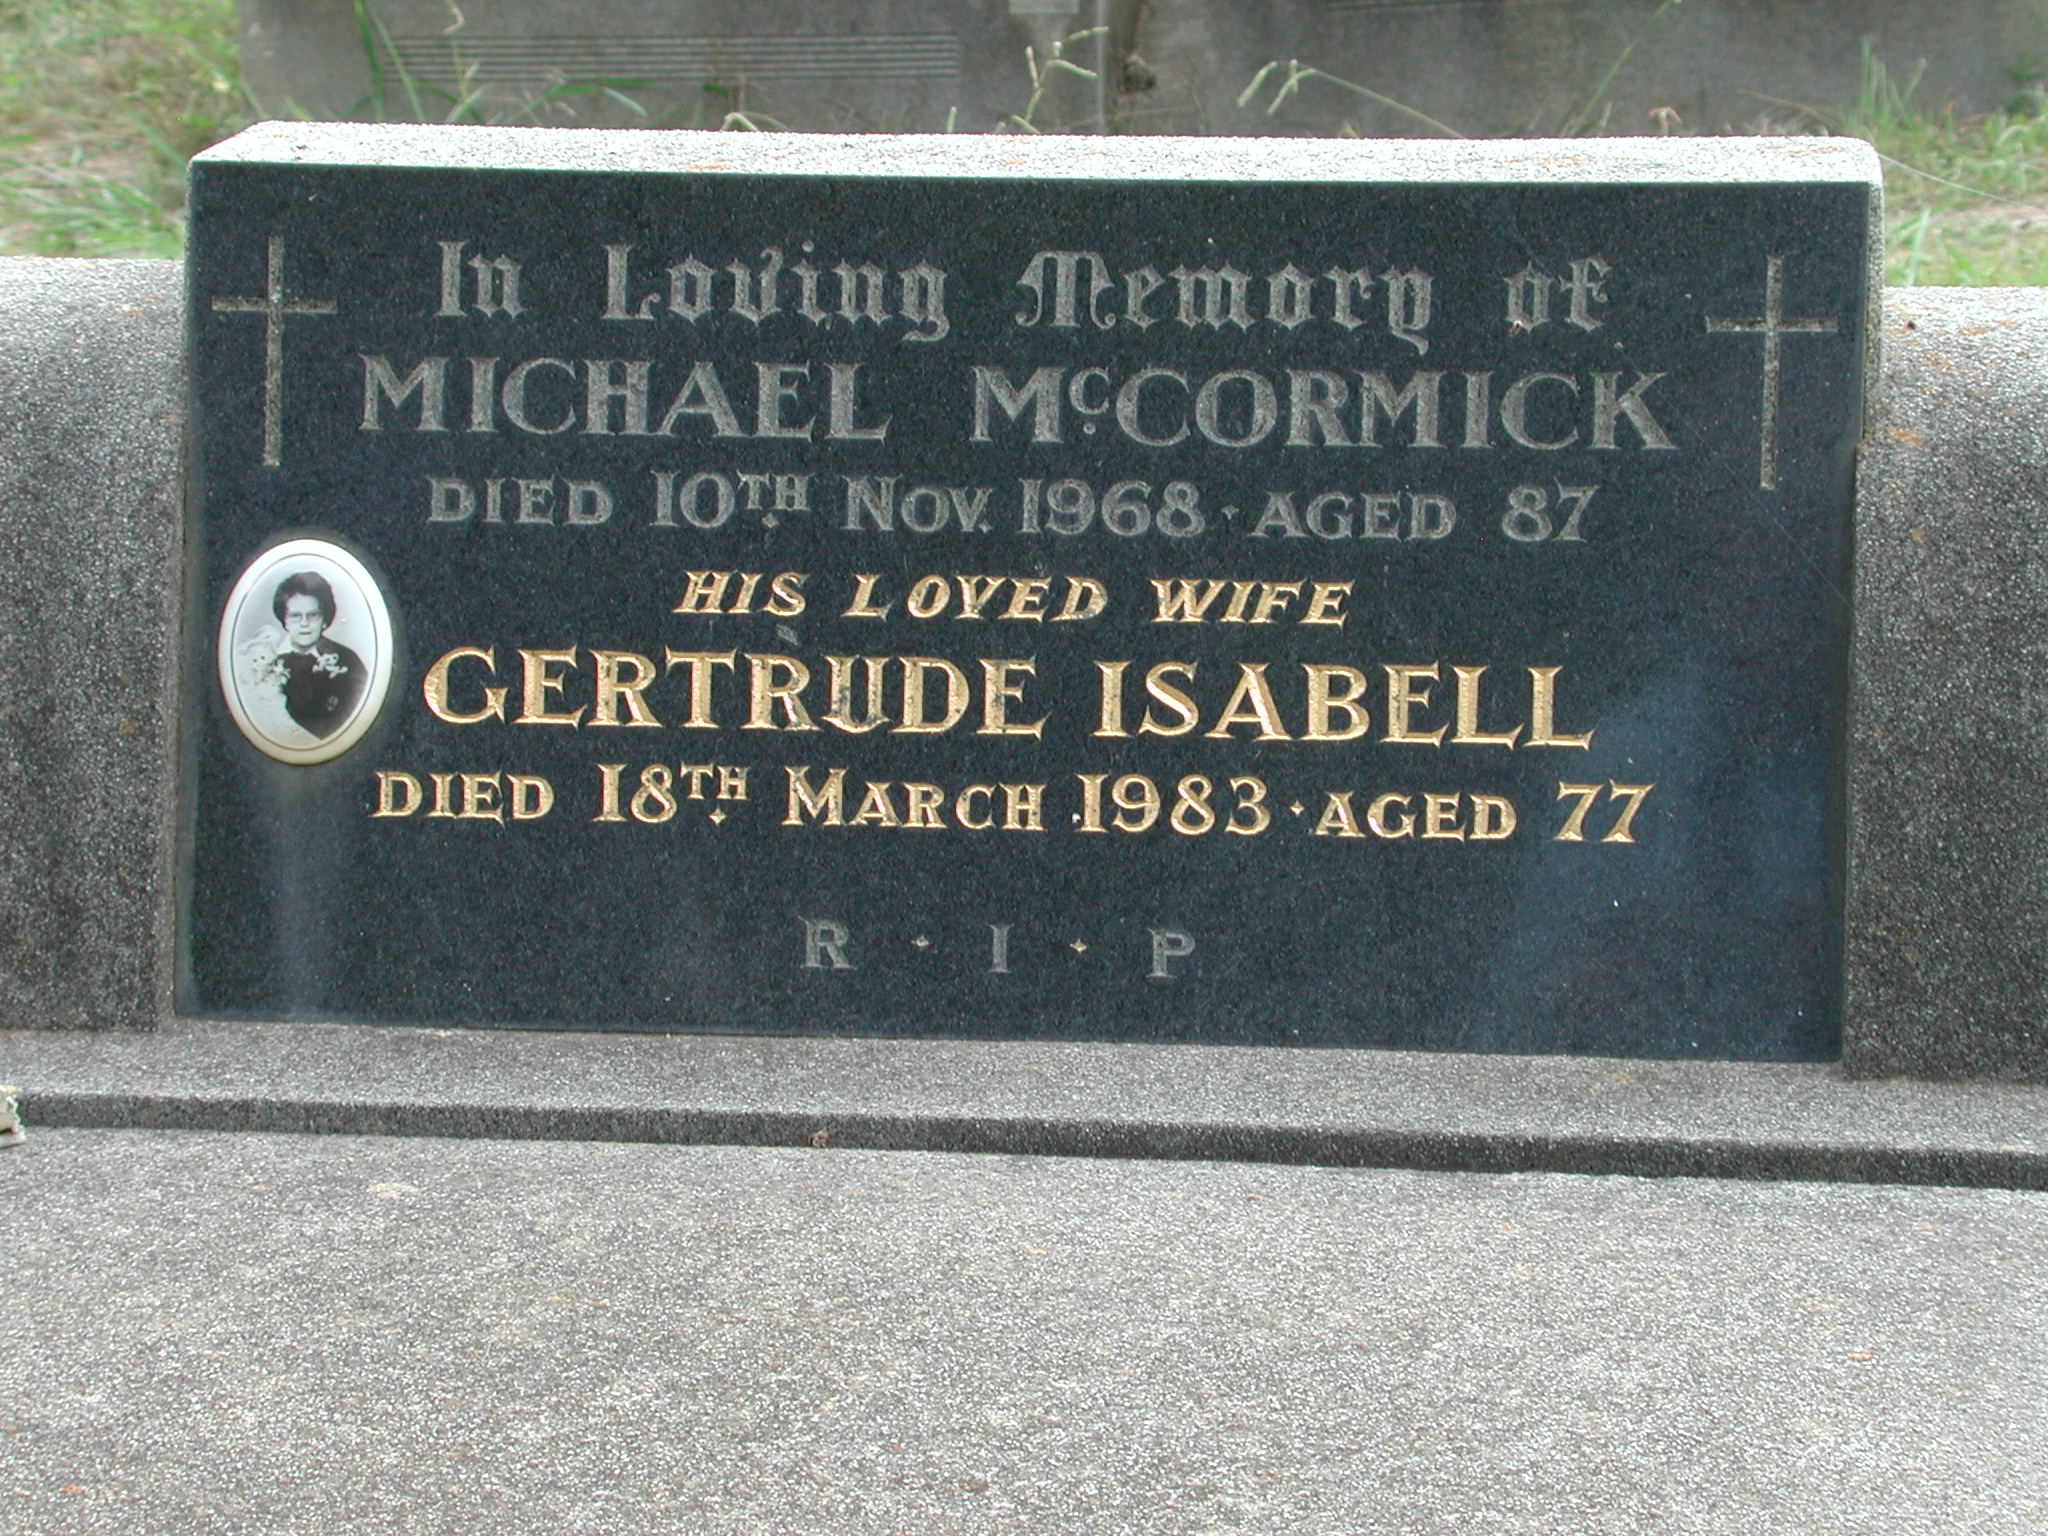 In Loving Memory of
MICHAEL McCORMICK
DIED 10TH NOV. 1968 · AGED 87
HIS LOVED WIFE
GERTRUDE ISABELL
DIED 18TH MARCH 1983 · AGED 77
R · I · P